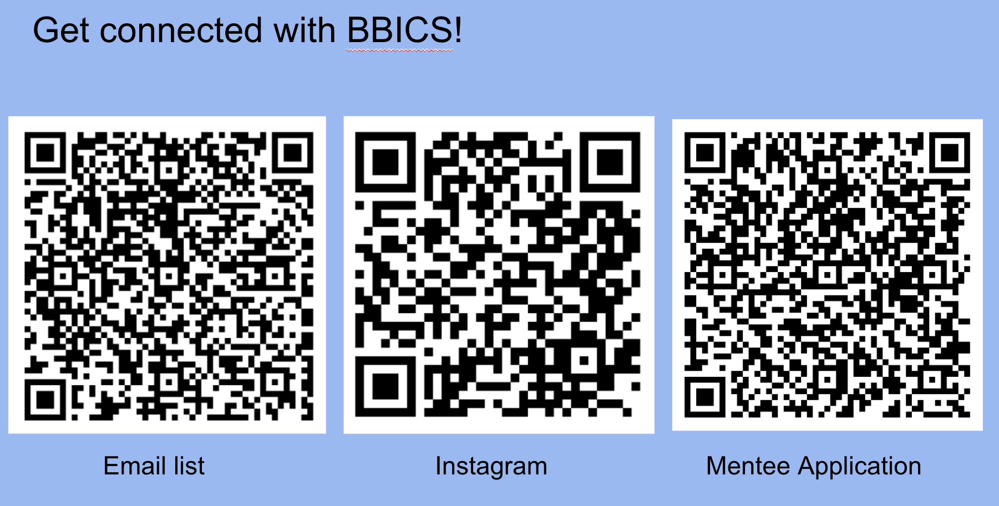 Get connected with BBICS!
Email list
Instagram
Mentee Application